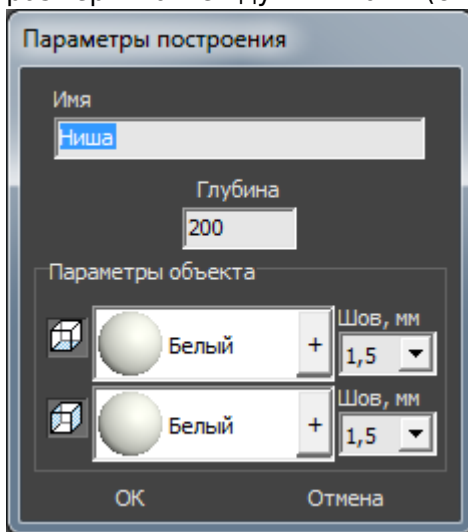 Параметры построения
Имя
Ниша
Глубина
200
Параметры объекта
Шов, мм
Белый + 1,5
Шов, мм
Белый + 1,5
ОК Отмена